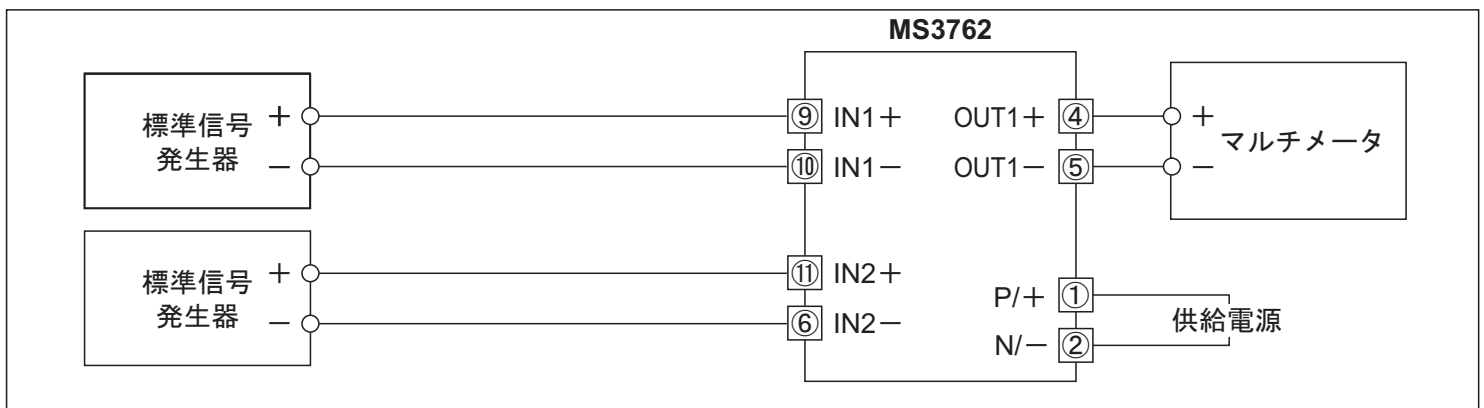 MS3762
標準信号
発生器
+
−
⑨ IN1+
⑩ IN1−
OUT1+ ④
OUT1− ⑤
+
−
マルチメータ
標準信号
発生器
+
−
⑪ IN2+
⑥ IN2−
P/+ ①
N/− ②
供給電源